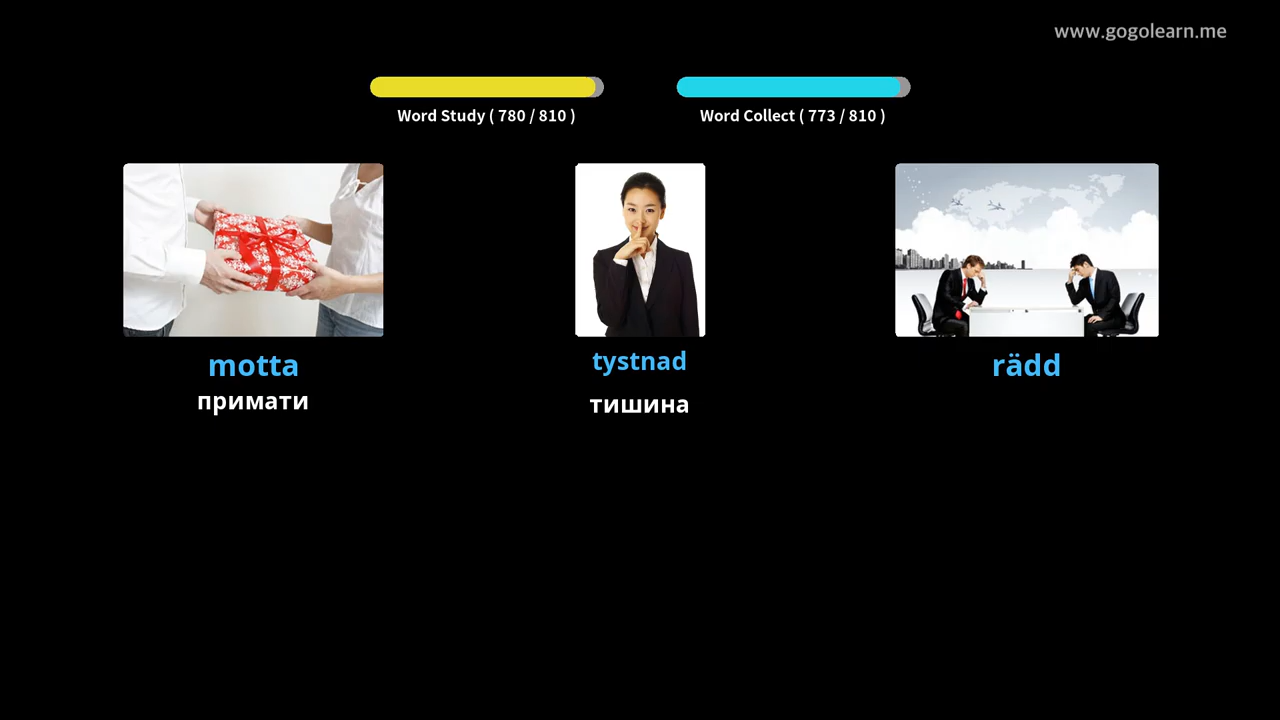 www.gogolearn.me
Word Study ( 780 / 810 )
Word Collect ( 773 / 810 )
motta
tystnad
rädd
примати
тишина